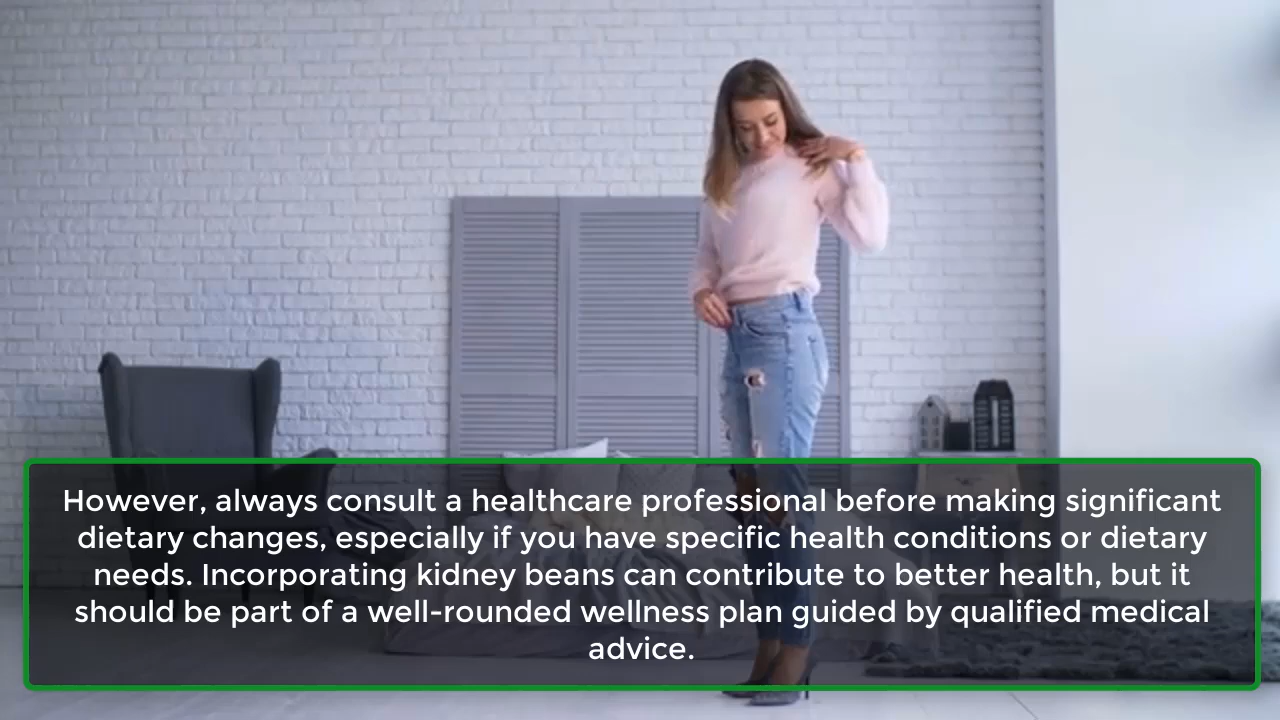 However, always consult a healthcare professional before making significant
dietary changes, especially if you have specific health conditions or dietary
needs. Incorporating kidney beans can contribute to better health, but it
should be part of a well-rounded wellness plan guided by qualified medical
advice.